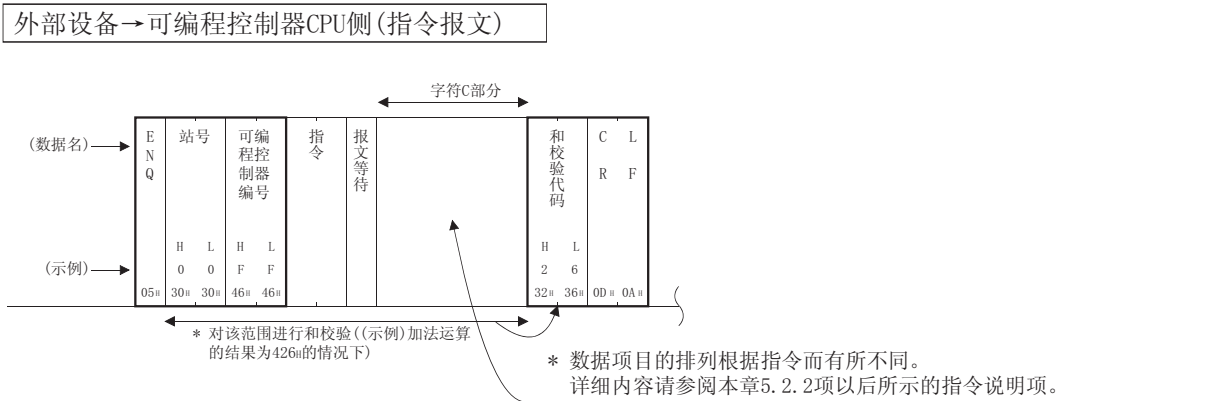 外部设备→可编程控制器CPU侧(指令报文)
字符C部分
(数据名)
E N Q
站号
可编程控制器编号
指令
报文等待
和校验代码
C R
L F
(示例)
H L H L H L
0 0 F F 2 6
05H 30H 30H 46H 46H 32H 36H 0DH 0AH
* 对该范围进行和校验((示例)加法运算
的结果为426H的情况下)
* 数据项目的排列根据指令而有所不同。
详细内容请参阅本章5.2.2项以后所示的指令说明项。